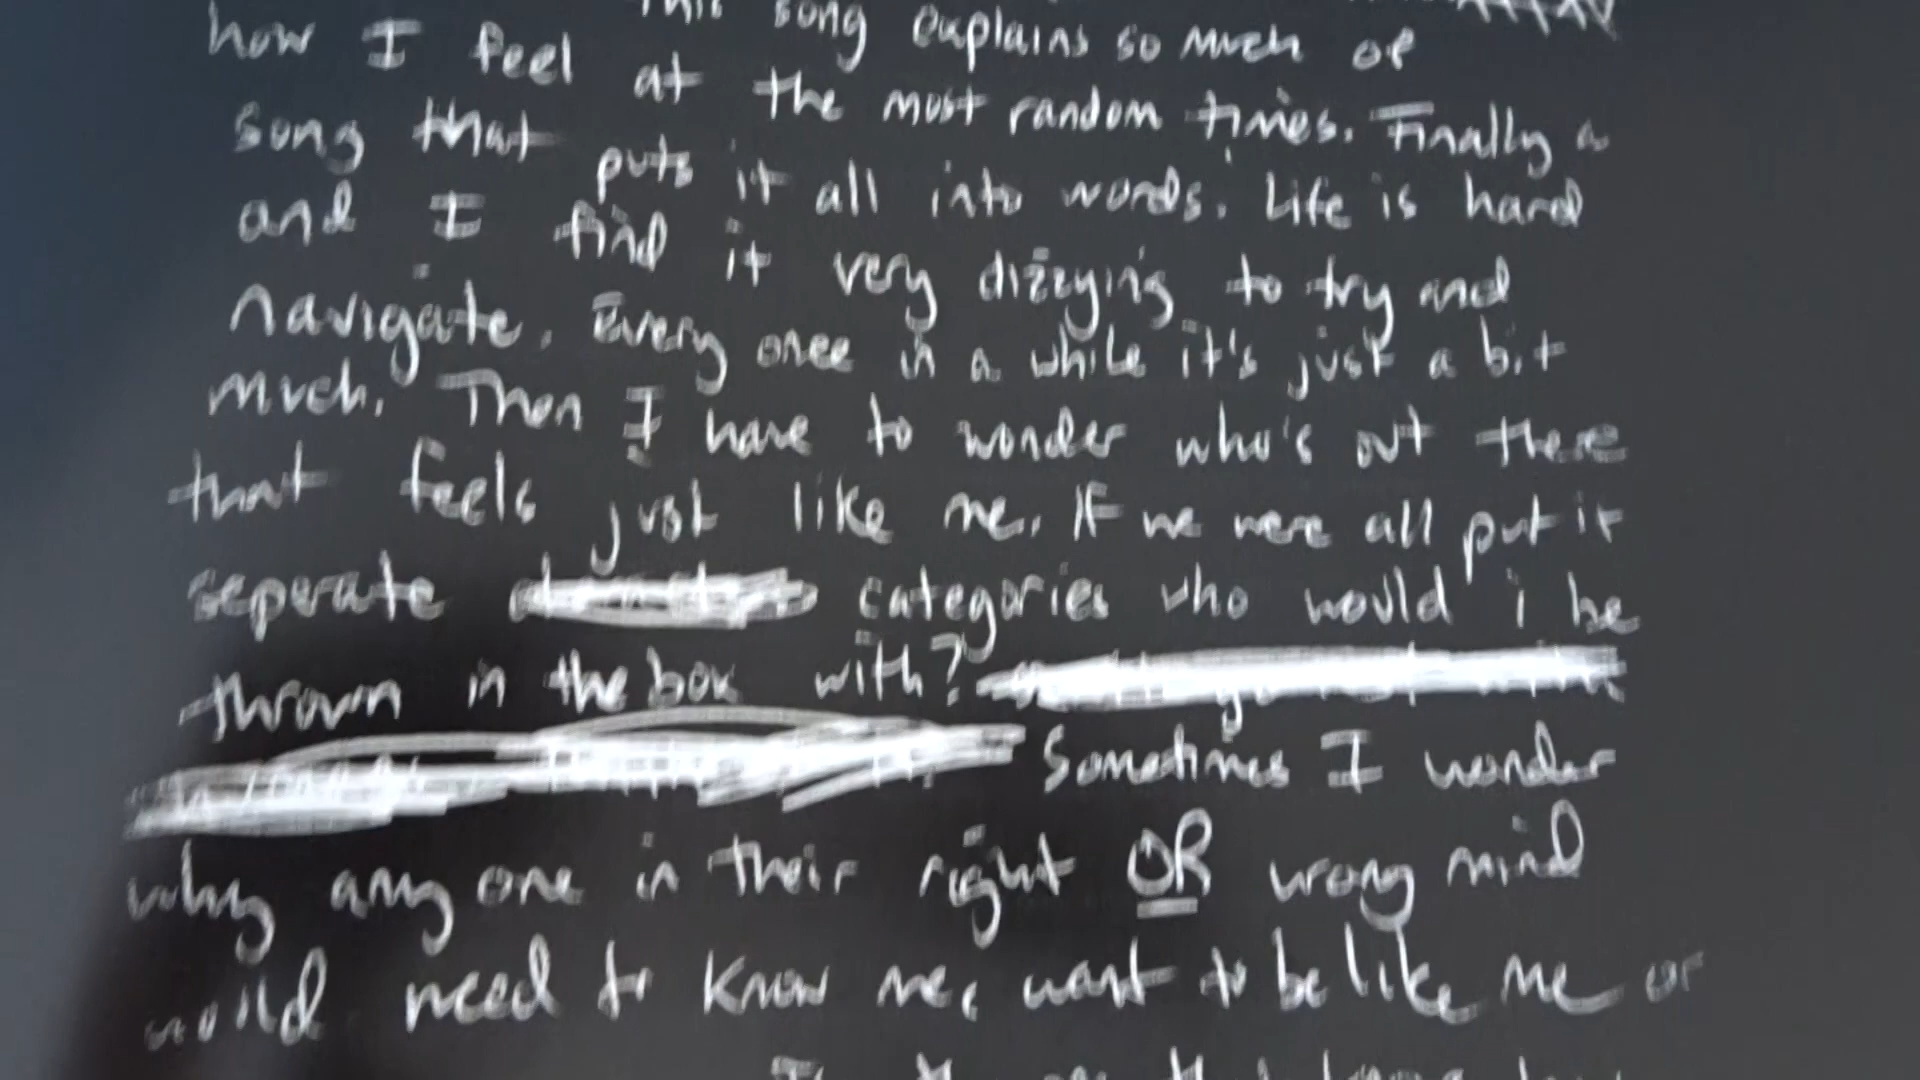 This song explains so much of
how I feel at the most random times. Finally a
song that puts it all into words. Life is hard
and I find it very dizzying to try and
navigate. Every once in a while it's just a bit
much. Then I have to wonder who's out there
that feels just like me. If we were all put it
seperate categories who would i be
thrown in the box with?
Sometimes I wonder
why any one in their right OR wrong mind
would need to know me, want to be like me or